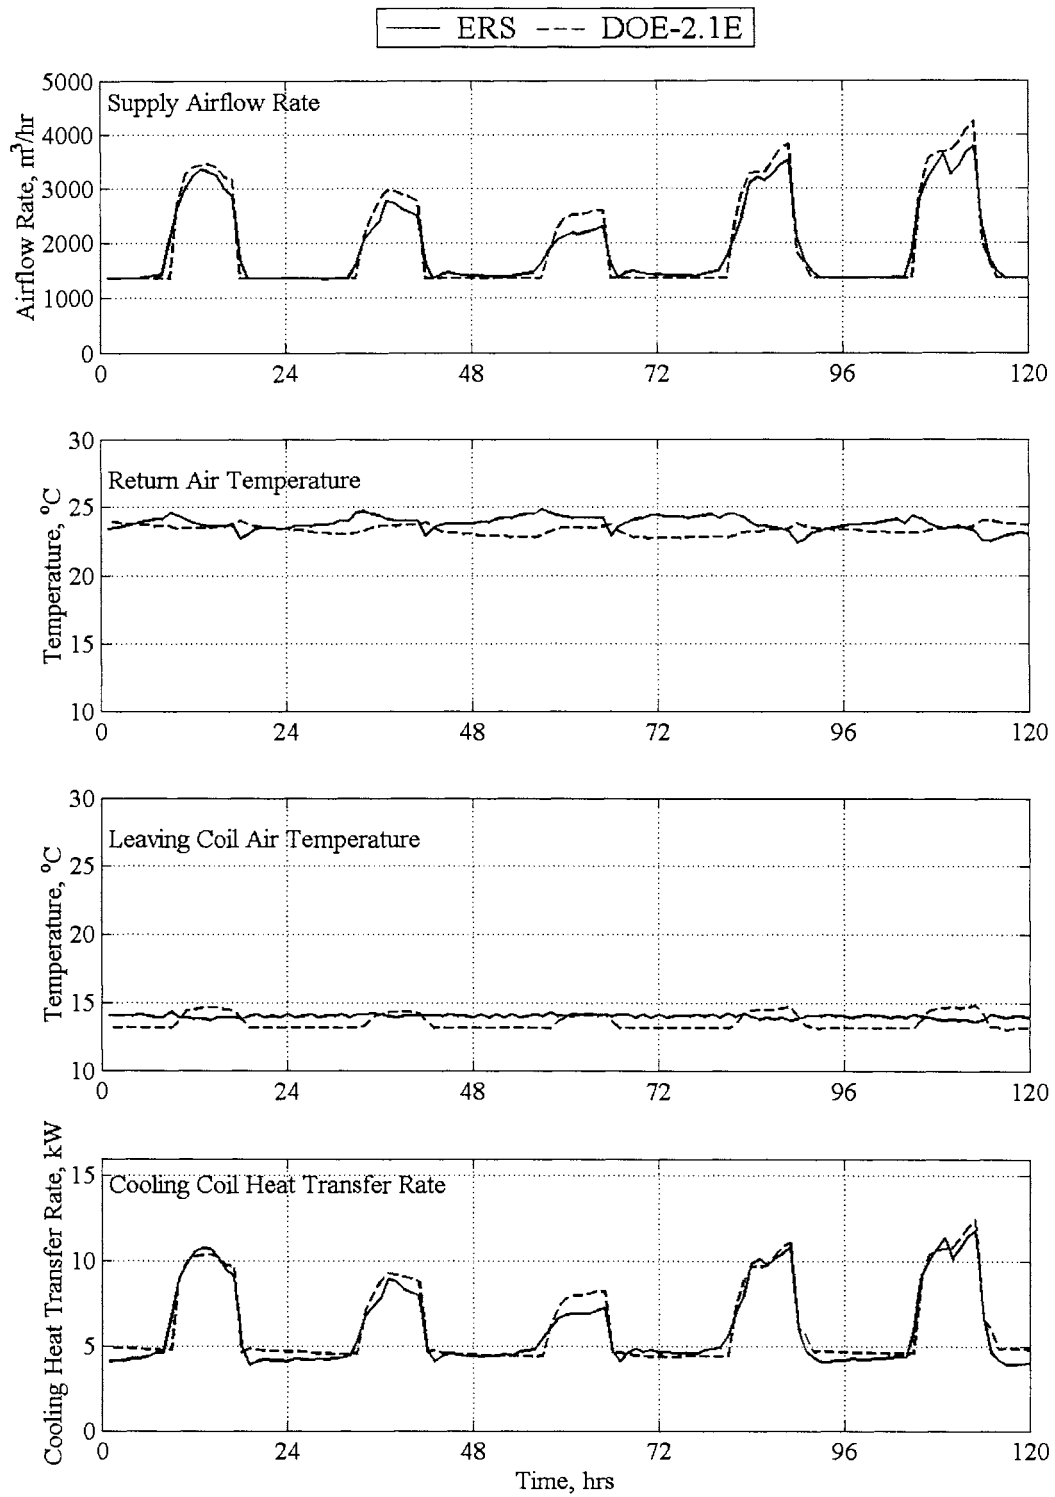 ERS DOE-2.1E
Supply Airflow Rate
Airflow Rate, m³/hr
5000
4000
3000
2000
1000
0
0 24 48 72 96 120
Return Air Temperature
Temperature, ºC
30
25
20
15
10
0 24 48 72 96 120
Leaving Coil Air Temperature
Temperature, ºC
30
25
20
15
10
0 24 48 72 96 120
Cooling Coil Heat Transfer Rate
Cooling Heat Transfer Rate, kW
15
10
5
0
0 24 48 72 96 120
Time, hrs